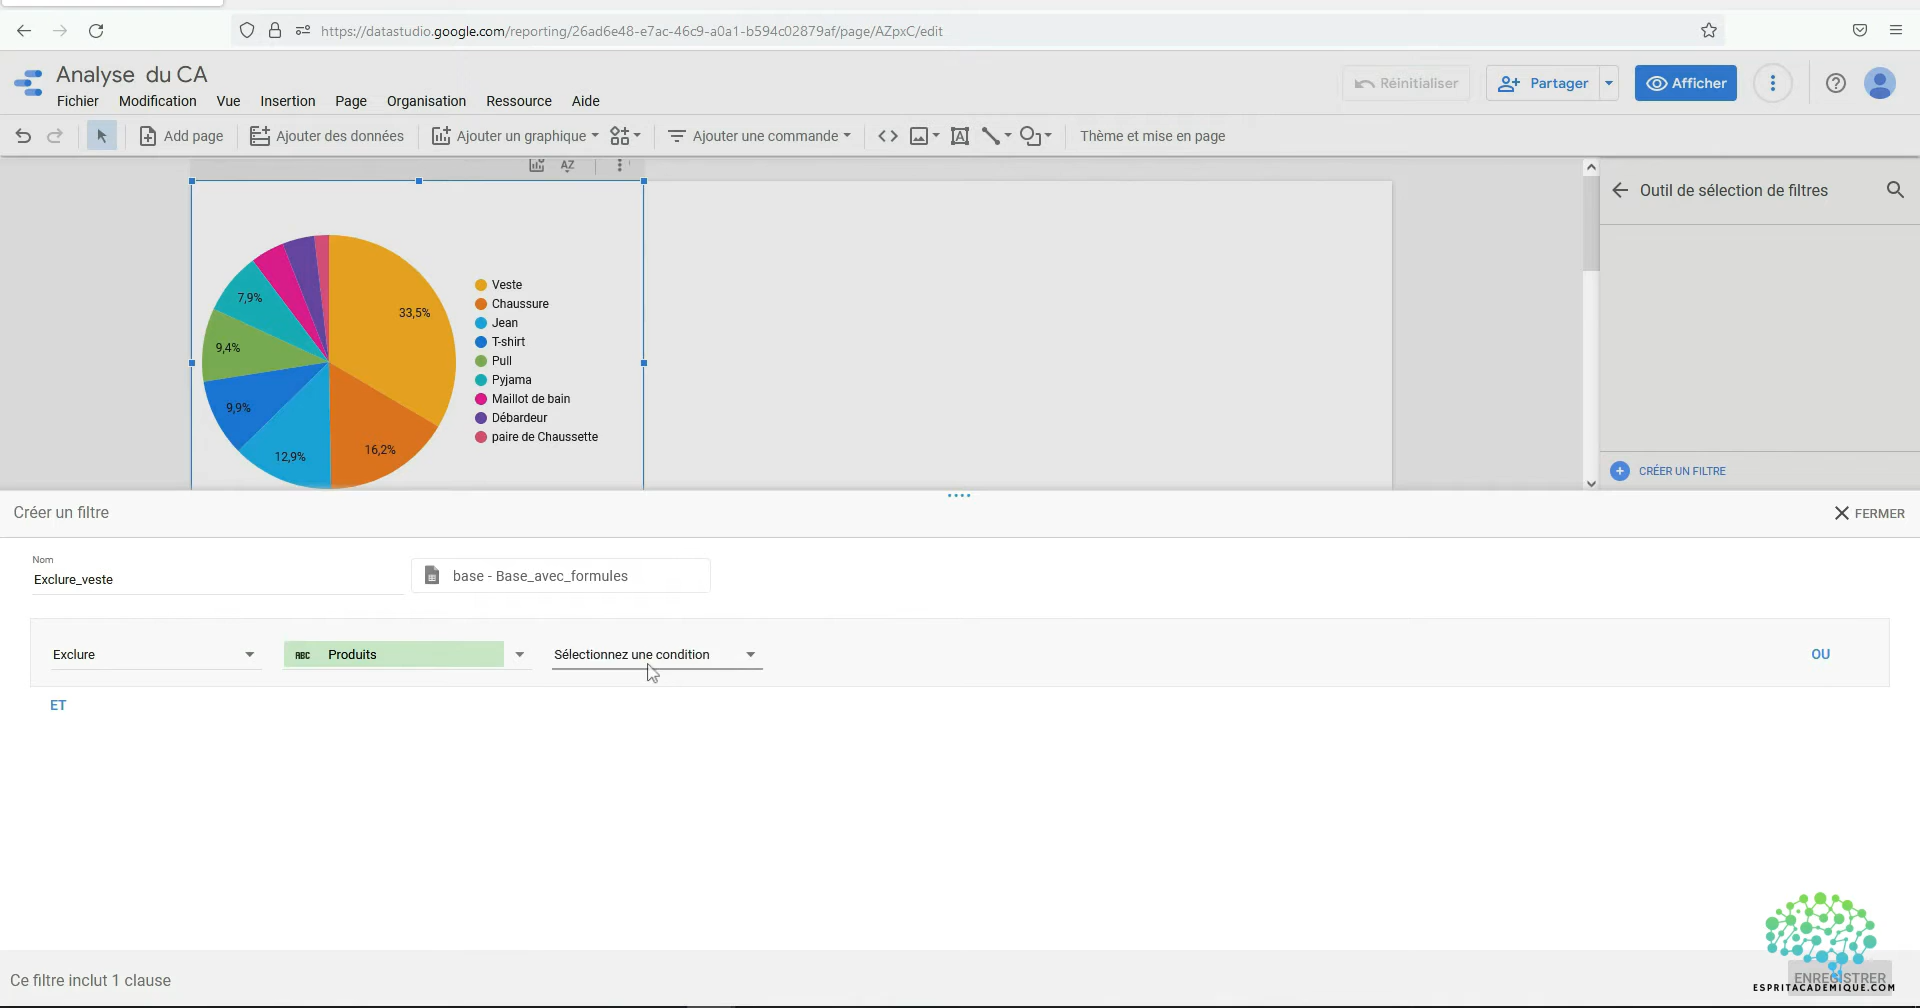 https://datastudio.google.com/reporting/26ad6e48-e7ac-46c9-a0a1-b594c02879af/page/AZpxC/edit
Analyse du CA
Fichier Modification Vue Insertion Page Organisation Ressource Aide
Réinitialiser Partager Afficher
Add page Ajouter des données Ajouter un graphique Ajouter une commande Thème et mise en page
AZ
Outil de sélection de filtres
33,5%
16,2%
12,9%
9,9%
9,4%
7,9%
Veste
Chaussure
Jean
T-shirt
Pull
Pyjama
Maillot de bain
Débardeur
paire de Chaussette
CRÉER UN FILTRE
Créer un filtre
FERMER
Nom
Exclure_veste
base - Base_avec_formules
Exclure ABC Produits Sélectionnez une condition OU
ET
Ce filtre inclut 1 clause
ENREGISTRER
ESPRITACADEMIQUE.COM